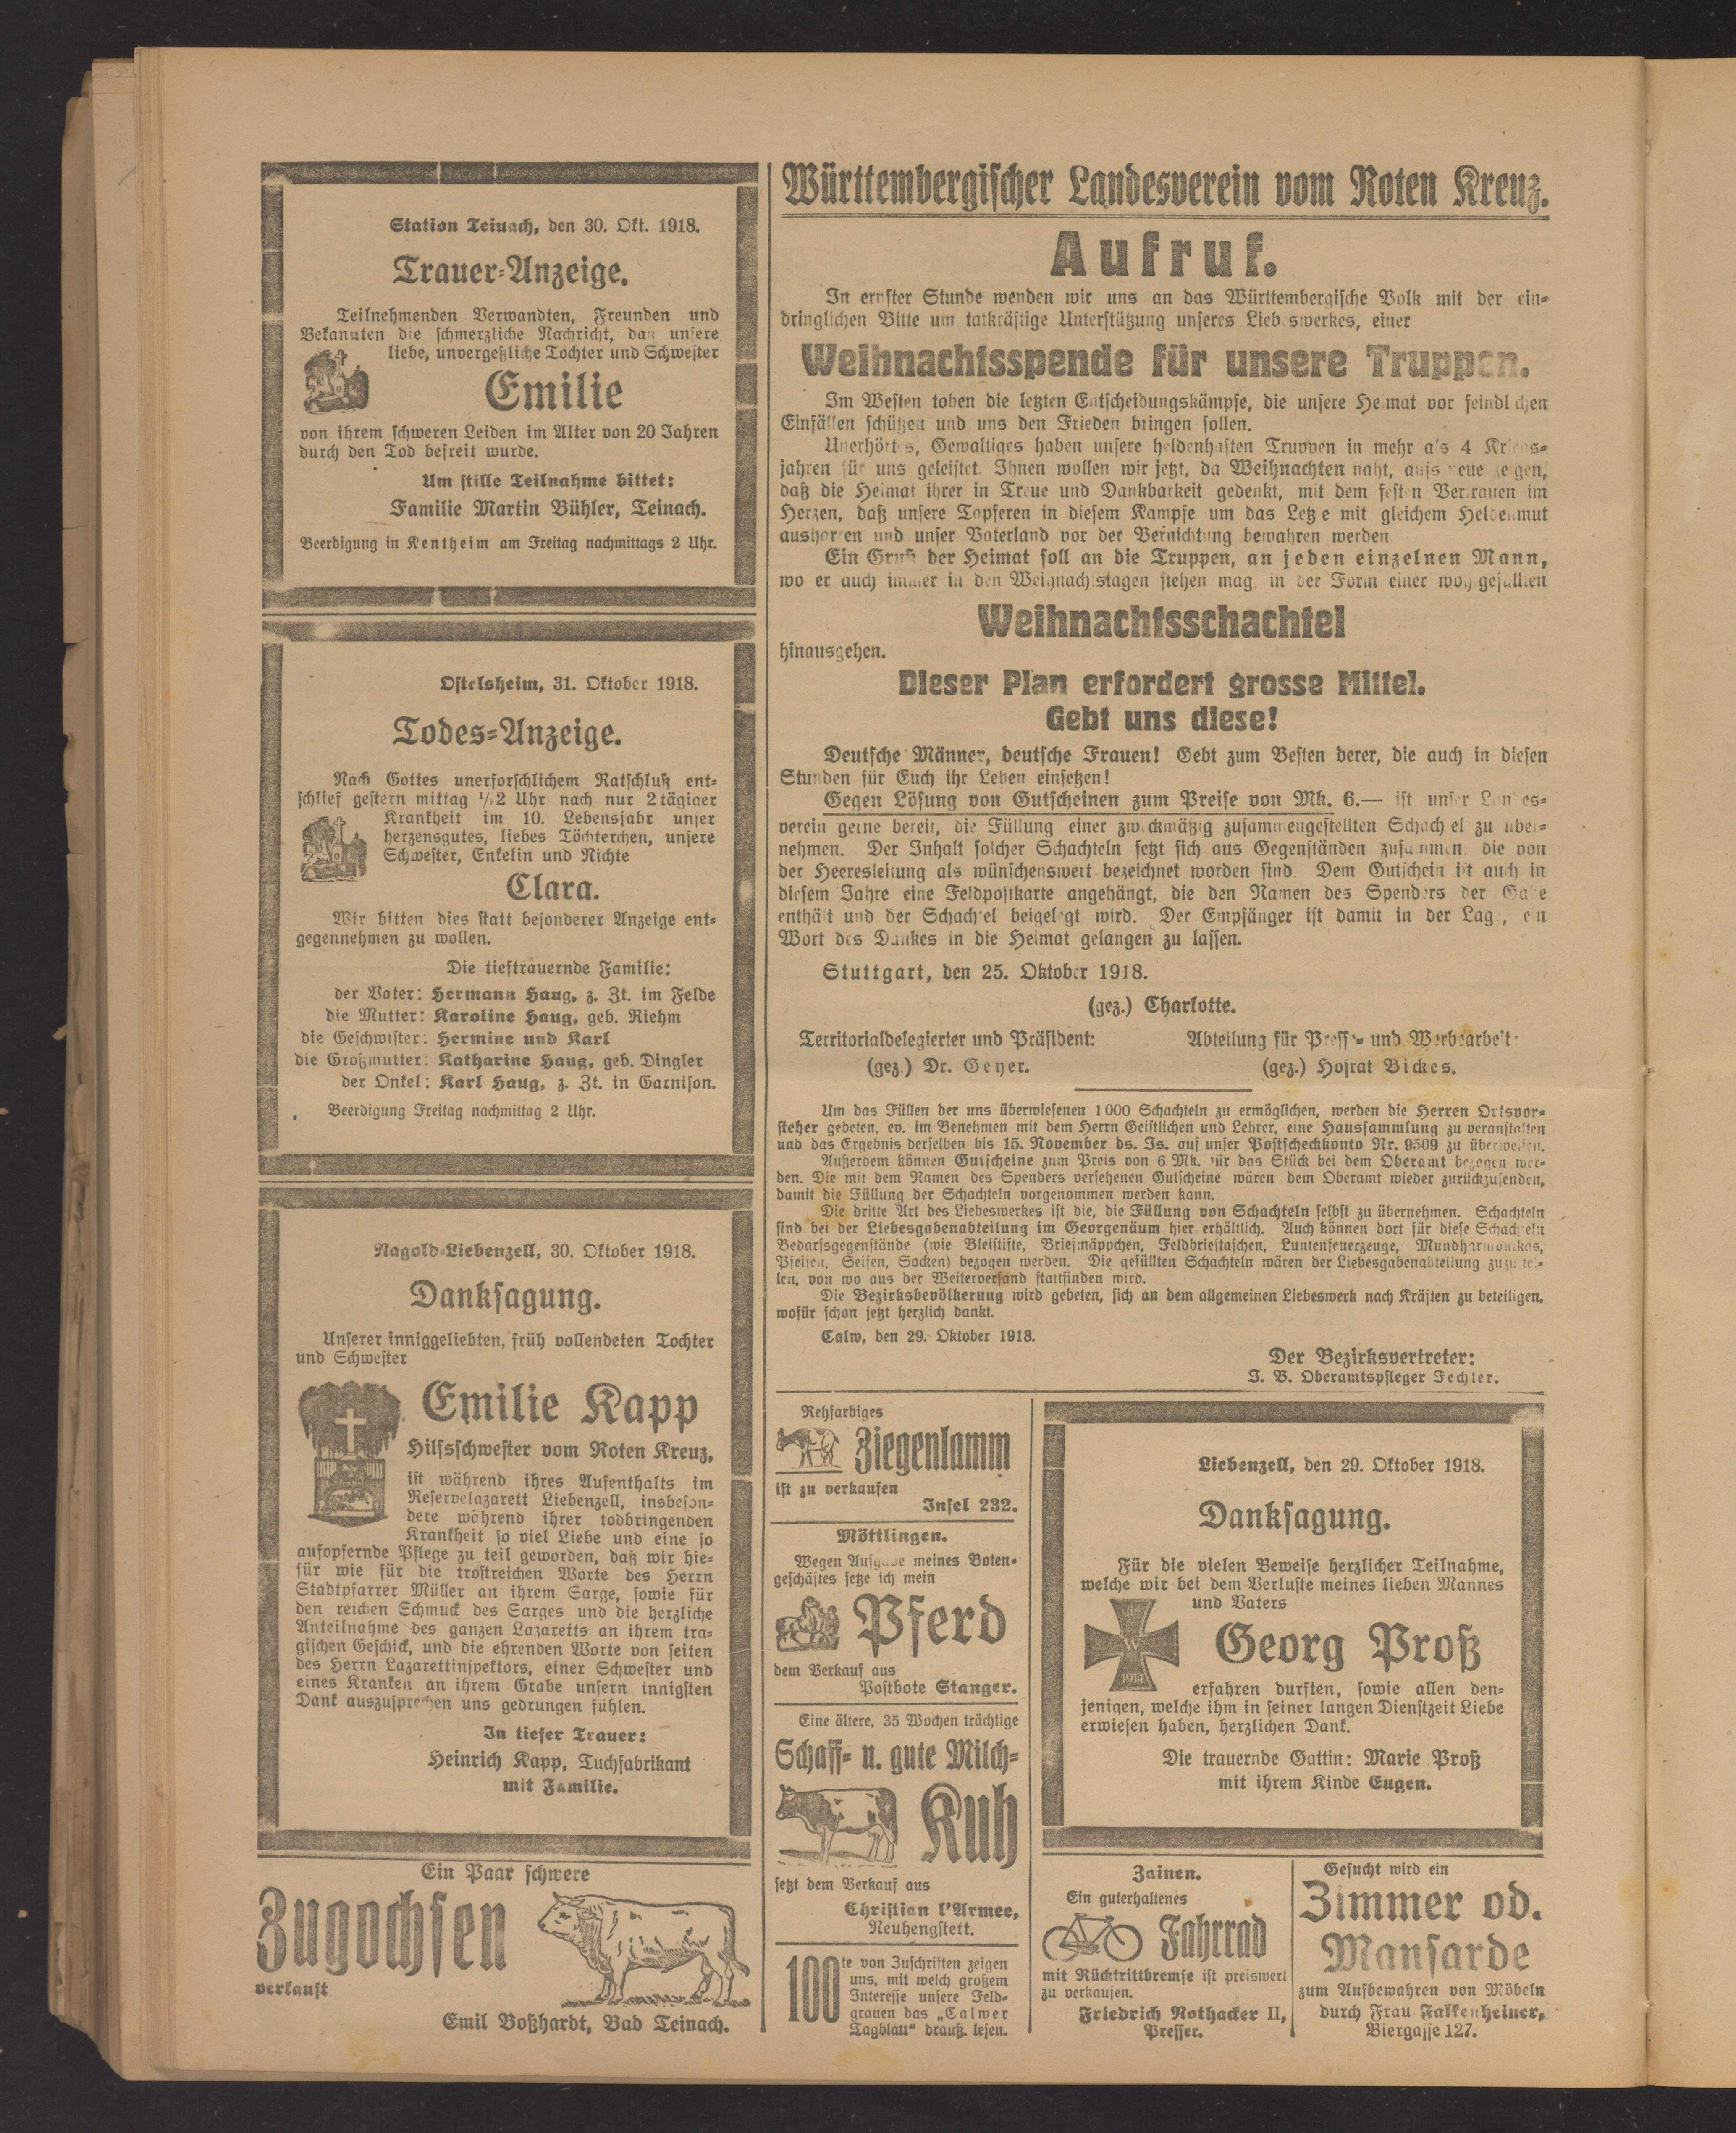 Station Teinach, den 30. Okt. 1918.
Trauer-Anzeige.
Teilnehmenden Verwandten, Freunden und
Bekannten die schmerzliche Nachricht, daß unsere
liebe, unvergeßliche Tochter und Schwester
Emilie
von ihrem schweren Leiden im Alter von 20 Jahren
durch den Tod befreit wurde.
Um stille Teilnahme bittet:
Familie Martin Bühler, Teinach.
Beerdigung in Kentheim am Freitag nachmittags 2 Uhr.
Ostelsheim, 31. Oktober 1918.
Todes-Anzeige.
Nach Gottes unerforschlichem Ratschluß ent-
schlief gestern mittag 1/2 2 Uhr nach nur 2 tägiger
Krankheit im 10. Lebensjahr unser
herzensgutes, liebes Töchterchen, unsere
Schwester, Enkelin und Nichte
Clara.
Wir bitten dies statt besonderer Anzeige ent-
gegennehmen zu wollen.
Die tieftrauernde Familie:
der Vater: Hermann Haug, z. Zt. im Felde
die Mutter: Karoline Haug, geb. Riehm
die Geschwister: Hermine und Karl
die Großmutter: Katharine Haug, geb. Dingler
der Onkel: Karl Haug, z. Zt. in Garnison.
Beerdigung Freitag nachmittag 2 Uhr.
Nagold-Liebenzell, 30. Oktober 1918.
Danksagung.
Unserer inniggeliebten, früh vollendeten Tochter
und Schwester
Emilie Kapp
Hilfsschwester vom Roten Kreuz,
ist während ihres Aufenthalts im
Reservelazarett Liebenzell, insbeson-
dere während ihrer todbringenden
Krankheit so viel Liebe und eine so
aufopfernde Pflege zu teil geworden, daß wir hie-
für wie für die trostreichen Worte des Herrn
Stadtpfarrer Müller an ihrem Sarge, sowie für
den reichen Schmuck des Sarges und die herzliche
Anteilnahme des ganzen Lazaretts an ihrem tra-
gischen Geschick, und die ehrenden Worte von seiten
des Herrn Lazarettinspektors, einer Schwester und
eines Kranken an ihrem Grabe unsern innigsten
Dank auszusprechen uns gedrungen fühlen.
In tiefer Trauer:
Heinrich Kapp, Tuchfabrikant
mit Familie.
Ein Paar schwere
Zugochsen
verkauft
Emil Boßhardt, Bad Teinach.
Württembergischer Landesverein vom Roten Kreuz.
Aufruf.
In ernster Stunde wenden wir uns an das Württembergische Volk mit der ein-
dringlichen Bitte um tatkräftige Unterstützung unseres Liebeswerkes, einer
Weihnachtsspende für unsere Truppen.
Im Westen toben die letzten Entscheidungskämpfe, die unsere Heimat vor feindlichen
Einfällen schützen und uns den Frieden bringen sollen.
Unerhörtes, Gewaltiges haben unsere heldenhaften Truppen in mehr als 4 Kriegs-
jahren für uns geleistet. Ihnen wollen wir jetzt, da Weihnachten naht, aufs neue zeigen,
daß die Heimat ihrer in Treue und Dankbarkeit gedenkt, mit dem festen Vertrauen im
Herzen, daß unsere Tapferen in diesem Kampfe um das Letzte mit gleichem Heldenmut
ausharren und unser Vaterland vor der Vernichtung bewahren werden.
Ein Gruß der Heimat soll an die Truppen, an jeden einzelnen Mann,
wo er auch immer in den Weihnachtstagen stehen mag, in der Form einer wohlgefüllten
Weihnachtsschachtel
hinausgehen.
Dieser Plan erfordert grosse Mittel.
Gebt uns diese!
Deutsche Männer, deutsche Frauen! Gebt zum Besten derer, die auch in diesen
Stunden für Euch ihr Leben einsetzen!
Gegen Lösung von Gutscheinen zum Preise von Mk. 6.— ist unser Landes-
verein gerne bereit, die Füllung einer zweckmäßig zusammengestellten Schachtel zu über-
nehmen. Der Inhalt solcher Schachteln setzt sich aus Gegenständen zusammen, die von
der Heeresleitung als wünschenswert bezeichnet worden sind. Dem Gutschein ist auch in
diesem Jahre eine Feldpostkarte angehängt, die den Namen des Spenders der Gabe
enthält und der Schachtel beigelegt wird. Der Empfänger ist damit in der Lage, ein
Wort des Dankes in die Heimat gelangen zu lassen.
Stuttgart, den 25. Oktober 1918.
(gez.) Charlotte.
Territorialdelegierter und Präsident: Abteilung für Presse- und Werbearbeit:
(gez.) Dr. Geyer. (gez.) Hofrat Bickes.
Um das Füllen der uns überwiesenen 1000 Schachteln zu ermöglichen, werden die Herren Ortsvor-
steher gebeten, ev. im Benehmen mit dem Herrn Geistlichen und Lehrer, eine Haussammlung zu veranstalten
und das Ergebnis derselben bis 15. November ds. Js. auf unser Postscheckkonto Nr. 9509 zu überweisen.
Außerdem können Gutscheine zum Preis von 6 Mk. für das Stück bei dem Oberamt bezogen wer-
den. Die mit dem Namen des Spenders versehenen Gutscheine wären dem Oberamt wieder zurückzusenden,
damit die Füllung der Schachteln vorgenommen werden kann.
Die dritte Art des Liebeswerkes ist die, die Füllung von Schachteln selbst zu übernehmen. Schachteln
sind bei der Liebesgabenabteilung im Georgenäum hier erhältlich. Auch können dort für diese Schachteln
Bedarfsgegenstände (wie Bleistifte, Briefmäppchen, Feldbrieftaschen, Luntenfeuerzeuge, Mundharmonikas,
Pfeifen, Seifen, Socken) bezogen werden. Die gefüllten Schachteln wären der Liebesgabenabteilung zuzustel-
len, von wo aus der Weiterversand stattfinden wird.
Die Bezirksbevölkerung wird gebeten, sich an dem allgemeinen Liebeswerk nach Kräften zu beteiligen,
wofür schon jetzt herzlich dankt.
Calw, den 29. Oktober 1918.
Der Bezirksvertreter:
J. V. Oberamtspfleger Fechter.
Rehfarbiges
Ziegenlamm
ist zu verkaufen
Insel 232.
Möttlingen.
Wegen Aufgabe meines Boten-
geschäftes setze ich mein
Pferd
dem Verkauf aus
Postbote Stanger.
Eine ältere, 35 Wochen trächtige
Schaff- u. gute Milch-
Kuh
setzt dem Verkauf aus
Christian l'Armee,
Neuhengstett.
100te von Zuschriften zeigen
uns, mit welch großem
Interesse unsere Feld-
grauen das „Calwer
Tagblatt“ drauß. lesen.
Liebenzell, den 29. Oktober 1918.
Danksagung.
Für die vielen Beweise herzlicher Teilnahme,
welche wir bei dem Verluste meines lieben Mannes
und Vaters
W
1914
Georg Proß
erfahren durften, sowie allen den-
jenigen, welche ihm in seiner langen Dienstzeit Liebe
erwiesen haben, herzlichen Dank.
Die trauernde Gattin: Marie Proß
mit ihrem Kinde Eugen.
Zainen.
Ein guterhaltenes
Fahrrad
mit Rücktrittbremse ist preiswert
zu verkaufen.
Friedrich Rothacker II,
Presser.
Gesucht wird ein
Zimmer od.
Mansarde
zum Aufbewahren von Möbeln
durch Frau Falkenheiner,
Biergasse 127.